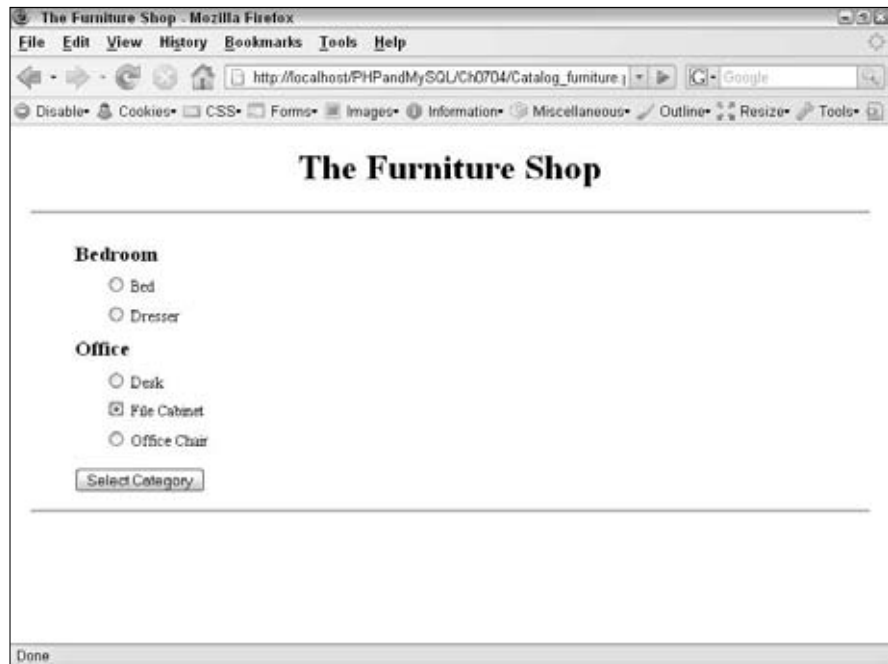 The Furniture Shop - Mozilla Firefox
File Edit View History Bookmarks Tools Help
http://localhost/PHPandMySQL/Ch0704/Catalog_furniture.p
Google
Disable Cookies CSS Forms Images Information Miscellaneous Outline Resize Tools
The Furniture Shop
Bedroom
Bed
Dresser
Office
Desk
File Cabinet
Office Chair
Select Category
Done